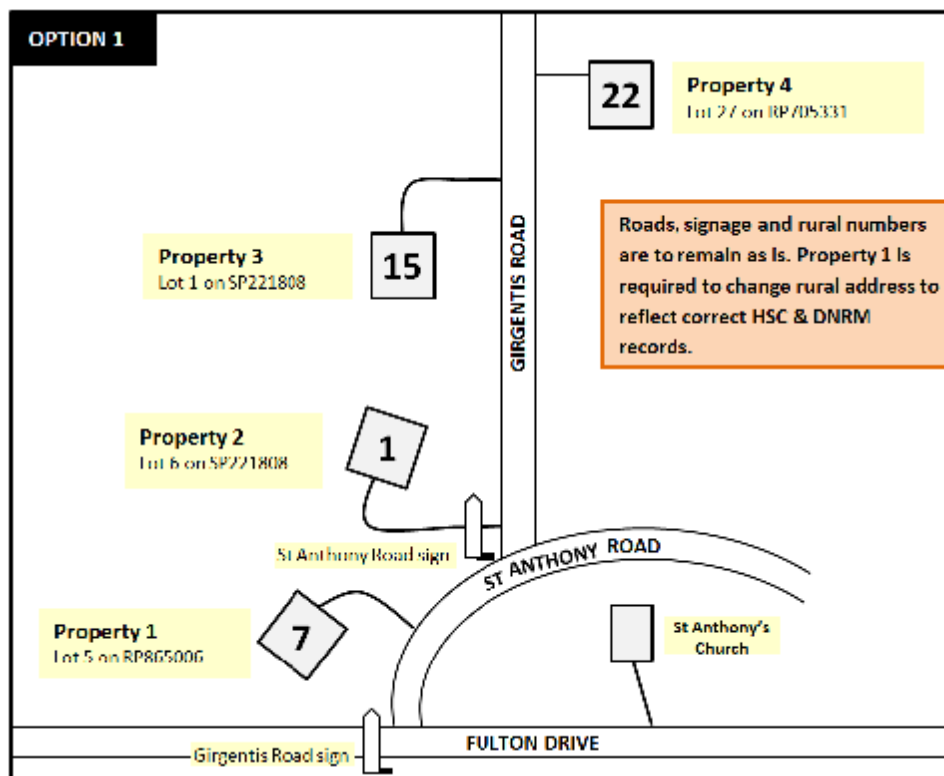 OPTION 1
22
Property 4
Lot 27 on RP705331
Property 3
Lot 1 on SP221808
15
GIRGENTIS ROAD
Roads, signage and rural numbers
are to remain as is. Property 1 is
required to change rural address to
reflect correct HSC & DNRM
records.
Property 2
Lot 6 on SP221808
1
St Anthony Road sign
ST ANTHONY ROAD
Property 1
Lot 5 on RP865006
7
St Anthony's
Church
Girgentis Road sign
FULTON DRIVE